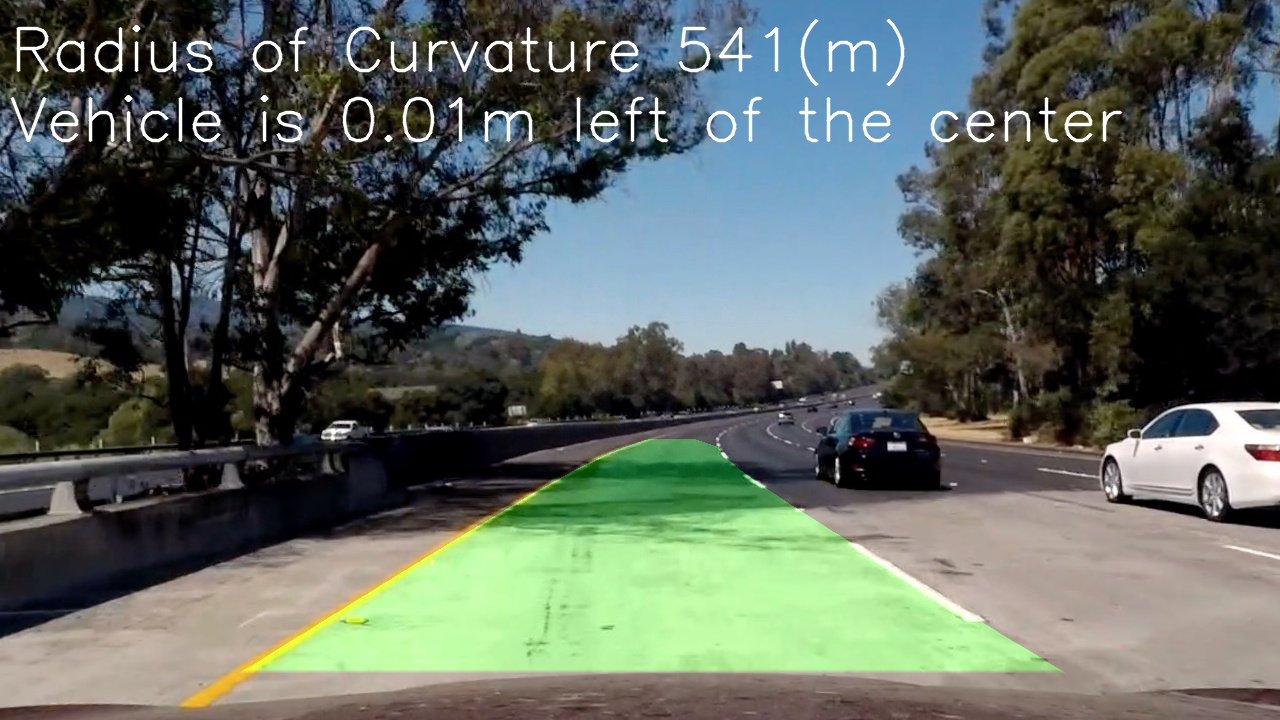 Radius of Curvature 541(m)
Vehicle is 0.01m left of the center